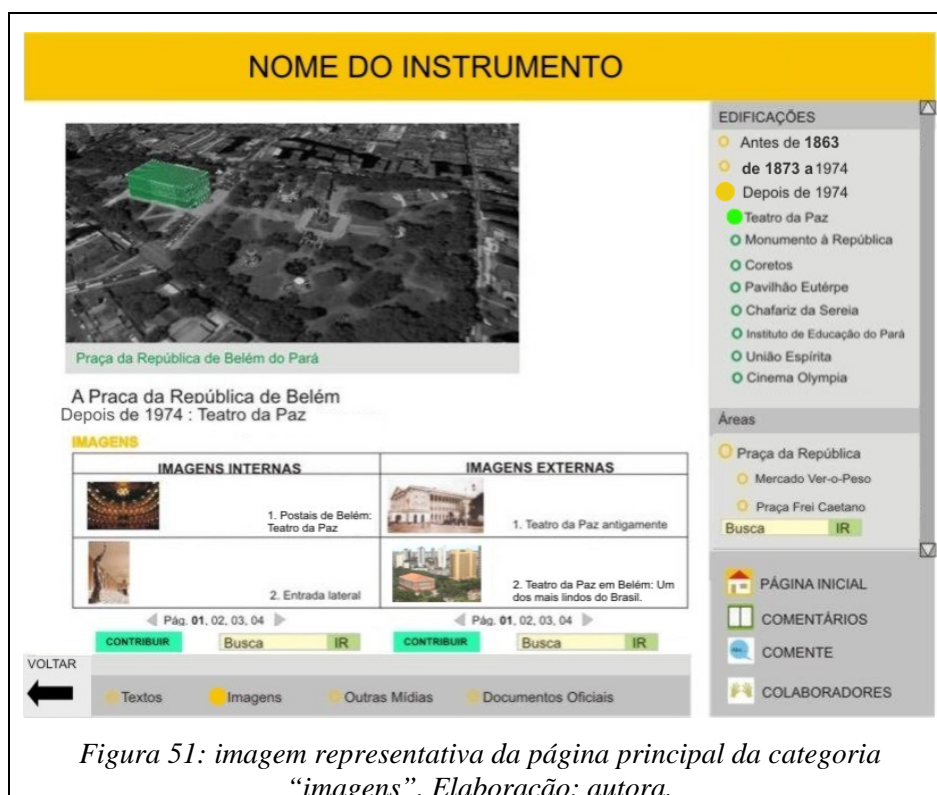 NOME DO INSTRUMENTO
Praça da República de Belém do Pará
A Praca da República de Belém
Depois de 1974 : Teatro da Paz
IMAGENS
IMAGENS INTERNAS
1. Postais de Belém:
Teatro da Paz
2. Entrada lateral
Pág. 01, 02, 03, 04
CONTRIBUIR Busca IR
IMAGENS EXTERNAS
1. Teatro da Paz antigamente
2. Teatro da Paz em Belém: Um
dos mais lindos do Brasil.
Pág. 01, 02, 03, 04
CONTRIBUIR Busca IR
VOLTAR
Textos Imagens Outras Mídias Documentos Oficiais
EDIFICAÇÕES
Antes de 1863
de 1873 a 1974
Depois de 1974
Teatro da Paz
Monumento à República
Coretos
Pavilhão Eutérpe
Chafariz da Sereia
Instituto de Educação do Pará
União Espírita
Cinema Olympia
Áreas
Praça da República
Mercado Ver-o-Peso
Praça Frei Caetano
Busca IR
PÁGINA INICIAL
COMENTÁRIOS
COMENTE
COLABORADORES
Figura 51: imagem representativa da página principal da categoria
“imagens”. Elaboração: autora.